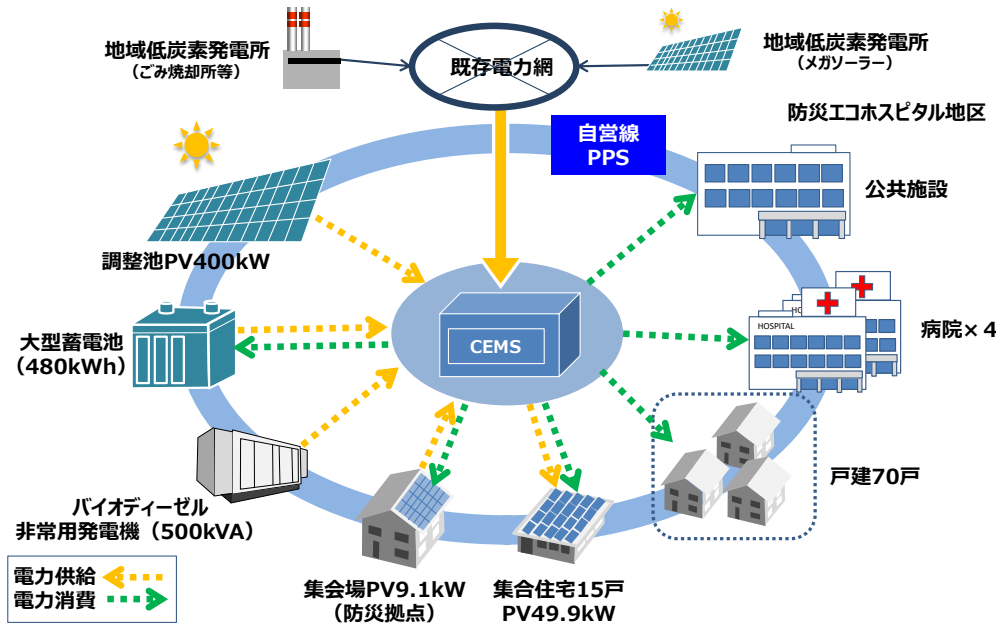 地域低炭素発電所
（ごみ焼却所等）
既存電力網
地域低炭素発電所
（メガソーラー）
防災エコホスピタル地区
自営線
PPS
公共施設
調整池PV400kW
大型蓄電池
（480kWh）
CEMS
HOSPITAL
病院×4
戸建70戸
バイオディーゼル
非常用発電機（500kVA）
集会場PV9.1kW
（防災拠点）
集合住宅15戸
PV49.9kW
電力供給
電力消費